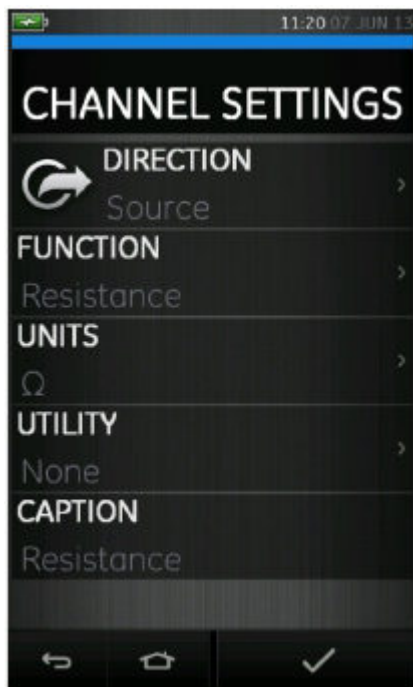 11:20 07 JUN 13
CHANNEL SETTINGS
DIRECTION
Source
FUNCTION
Resistance
UNITS
Ω
UTILITY
None
CAPTION
Resistance